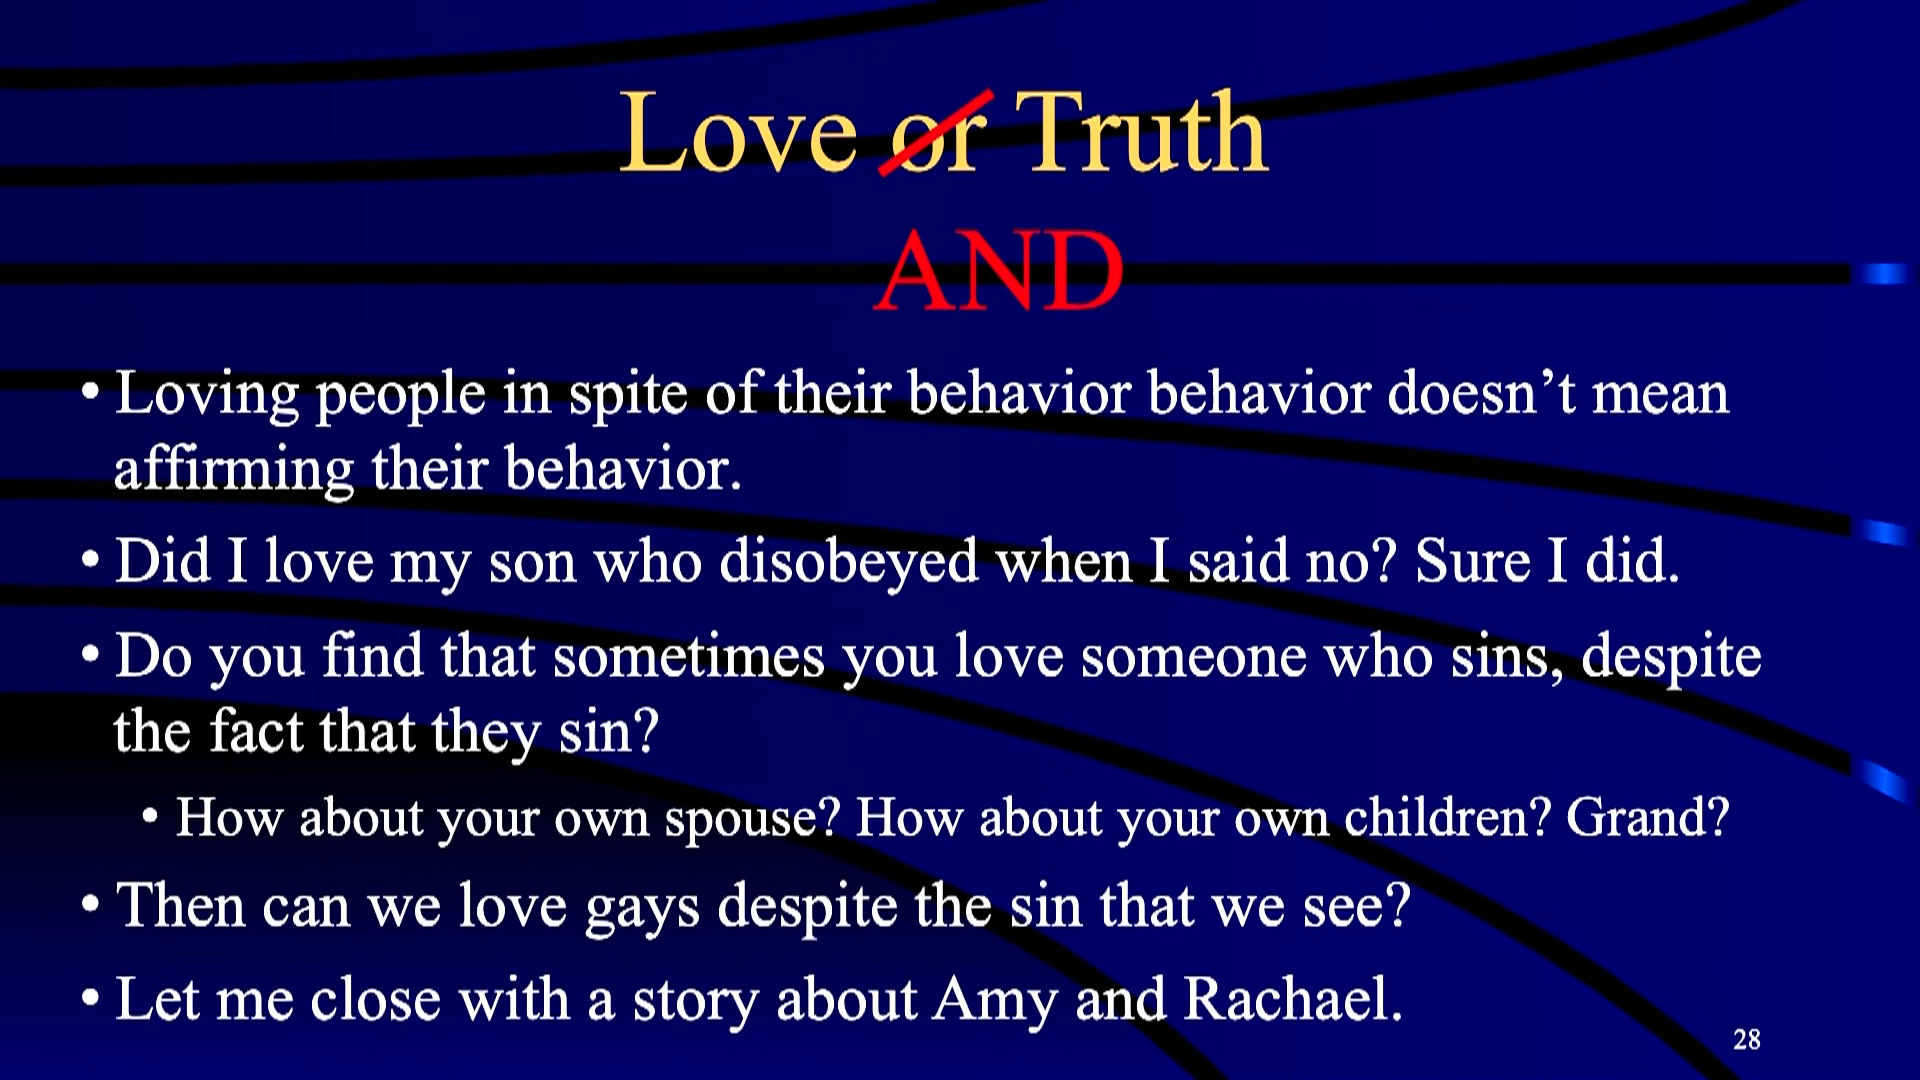 Love or Truth
AND
• Loving people in spite of their behavior behavior doesn’t mean
affirming their behavior.
• Did I love my son who disobeyed when I said no? Sure I did.
• Do you find that sometimes you love someone who sins, despite
the fact that they sin?
• How about your own spouse? How about your own children? Grand?
• Then can we love gays despite the sin that we see?
• Let me close with a story about Amy and Rachael.
28